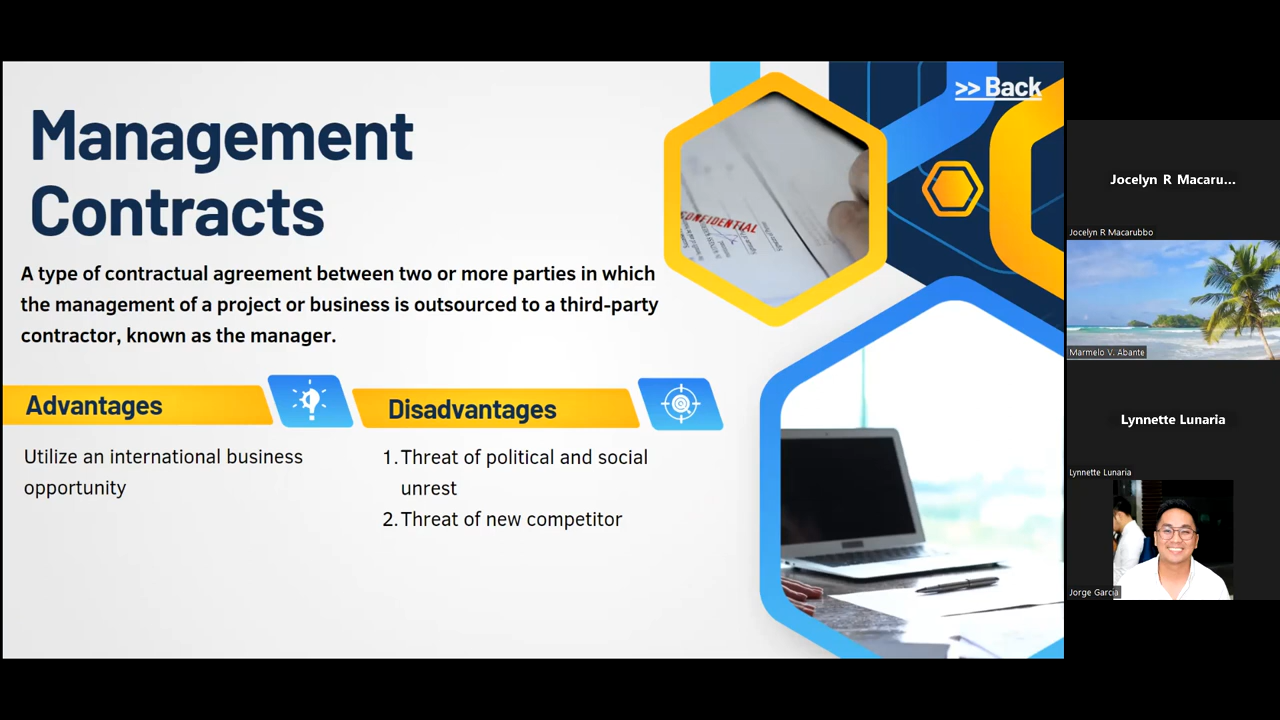 >> Back
Management
Contracts
A type of contractual agreement between two or more parties in which
the management of a project or business is outsourced to a third-party
contractor, known as the manager.
Advantages
Utilize an international business
opportunity
Disadvantages
1. Threat of political and social
unrest
2. Threat of new competitor
CONFIDENTIAL
Jocelyn R Macaru...
Jocelyn R Macarubbo
Marmelo V. Abante
Lynnette Lunaria
Lynnette Lunaria
Jorge Garcia